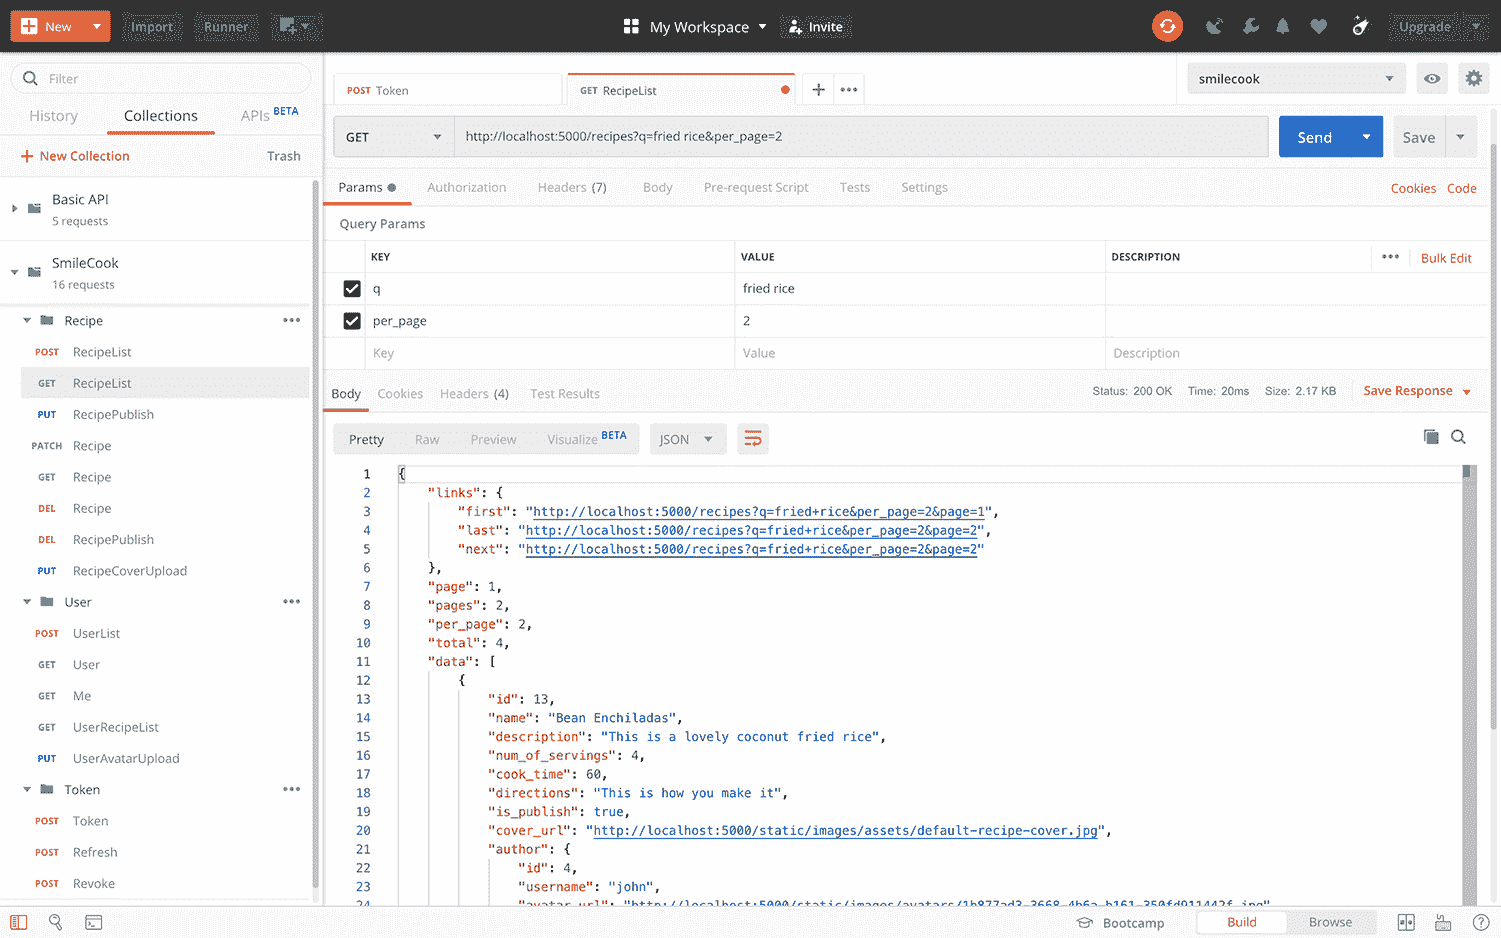 New Import Runner My Workspace Invite Upgrade
Filter
History Collections APIs BETA
New Collection Trash
Basic API
5 requests
SmileCook
16 requests
Recipe
POST RecipeList
GET RecipeList
PUT RecipePublish
PATCH Recipe
GET Recipe
DEL Recipe
DEL RecipePublish
PUT RecipeCoverUpload
User
POST UserList
GET User
GET Me
GET UserRecipeList
PUT UserAvatarUpload
Token
POST Token
POST Refresh
POST Revoke
POST Token GET RecipeList smilecook
GET http://localhost:5000/recipes?q=fried rice&per_page=2 Send Save
Params Authorization Headers (7) Body Pre-request Script Tests Settings Cookies Code
Query Params
KEY VALUE DESCRIPTION Bulk Edit
q fried rice
per_page 2
Key Value Description
Body Cookies Headers (4) Test Results Status: 200 OK Time: 20ms Size: 2.17 KB Save Response
Pretty Raw Preview Visualize BETA JSON
1 {
2 "links": {
3 "first": "http://localhost:5000/recipes?q=fried+rice&per_page=2&page=1",
4 "last": "http://localhost:5000/recipes?q=fried+rice&per_page=2&page=2",
5 "next": "http://localhost:5000/recipes?q=fried+rice&per_page=2&page=2"
6 },
7 "page": 1,
8 "pages": 2,
9 "per_page": 2,
10 "total": 4,
11 "data": [
12 {
13 "id": 13,
14 "name": "Bean Enchiladas",
15 "description": "This is a lovely coconut fried rice",
16 "num_of_servings": 4,
17 "cook_time": 60,
18 "directions": "This is how you make it",
19 "is_publish": true,
20 "cover_url": "http://localhost:5000/static/images/assets/default-recipe-cover.jpg",
21 "author": {
22 "id": 4,
23 "username": "john",
24 "avatar_url": "http://localhost:5000/static/images/avatars/
Bootcamp Build Browse